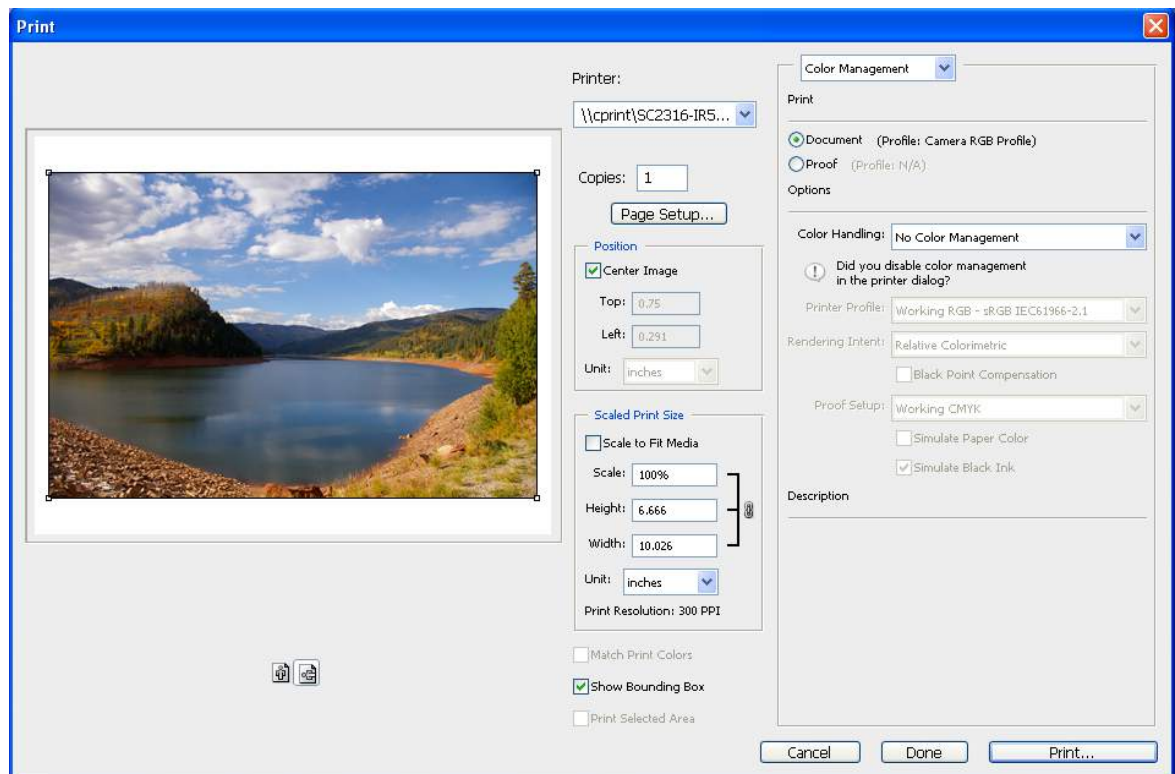 Print
Printer:
\\cprint\SC2316-IR5...
Copies: 1
Page Setup...
Position
Center Image
Top: 0.75
Left: 0.291
Unit: inches
Scaled Print Size
Scale to Fit Media
Scale: 100%
Height: 6.666
Width: 10.026
Unit: inches
Print Resolution: 300 PPI
Match Print Colors
Show Bounding Box
Print Selected Area
Color Management
Print
Document (Profile: Camera RGB Profile)
Proof (Profile: N/A)
Options
Color Handling: No Color Management
Did you disable color management
in the printer dialog?
Printer Profile: Working RGB - sRGB IEC61966-2.1
Rendering Intent: Relative Colorimetric
Black Point Compensation
Proof Setup: Working CMYK
Simulate Paper Color
Simulate Black Ink
Description
Cancel
Done
Print...